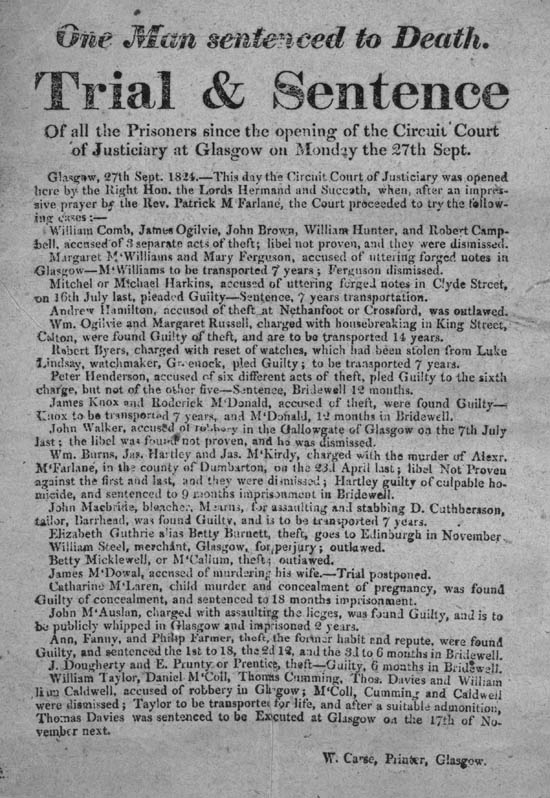 One Man sentenced to Death.
Trial & Sentence
Of all the Prisoners since the opening of the Circuit Court
of Justiciary at Glasgow on Monday the 27th Sept.
Glasgow, 27th Sept. 1824.—This day the Circuit Court of Justiciary was opened
here by the Right Hon. the Lords Hermand and Succoth, when, after an impres-
sive prayer by the Rev. Patrick M'Farlane, the Court proceeded to try the follow-
ing cases:—
William Comb, James Ogilvie, John Brown, William Hunter, and Robert Camp-
bell, accused of 3 separate acts of theft; libel not proven, and they were dismissed.
Margaret M'Williams and Mary Ferguson, accused of uttering forged notes in
Glasgow—M'Williams to be transported 7 years; Ferguson dismissed.
Mitchel or Michael Harkins, accused of uttering forged notes in Clyde Street,
on 16th July last, pleaded Guilty—Sentence, 7 years transportation.
Andrew Hamilton, accused of theft at Nethanfoot or Crossford, was outlawed.
Wm. Ogilvie and Margaret Russell, charged with housebreaking in King Street,
Calton, were found Guilty of theft, and are to be transported 14 years.
Robert Byers, charged with reset of watches, which had been stolen from Luke
Lindsay, watchmaker, Greenock, pled Guilty; to be transported 7 years.
Peter Henderson, accused of six different acts of theft, pled Guilty to the sixth
charge, but not of the other five—Sentence, Bridewell 12 months.
James Knox and Roderick M'Donald, accused of theft, were found Guilty—
Knox to be transported 7 years, and M'Donald, 12 months in Bridewell.
John Walker, accused of robbery in the Gallowgate of Glasgow on the 7th July
last; the libel was found not proven, and he was dismissed.
Wm. Burns, Jas. Hartley and Jas. M'Kirdy, charged with the murder of Alexr.
M'Farlane, in the county of Dumbarton, on the 23d April last; libel Not Proven
against the first and last, and they were dismissed; Hartley guilty of culpable ho-
micide, and sentenced to 9 months imprisonment in Bridewell.
John Macbride, bleacher, Mearns, for assaulting and stabbing D. Cuthbertson,
tailor, Barrhead, was found Guilty, and is to be transported 7 years.
Elizabeth Guthrie alias Betty Burnett, theft, goes to Edinburgh in November
William Steel, merchant, Glasgow, for perjury; outlawed.
Betty Micklewell, or M'Callum, theft; outlawed.
James M'Dowal, accused of murdering his wife.—Trial postponed.
Catharine M'Laren, child murder and concealment of pregnancy, was found
Guilty of concealment, and sentenced to 18 months imprisonment.
John M'Auslan, charged with assaulting the lieges, was found Guilty, and is to
be publicly whipped in Glasgow and imprisoned 2 years.
Ann, Fanny, and Philip Farmer, theft, the former habit and repute, were found
Guilty, and sentenced the 1st to 18, the 2d 12, and the 3d to 6 months in Bridewell.
J. Dougherty and E. Prunty or Prentice, theft—Guilty, 6 months in Bridewell.
William Taylor, Daniel M'Coll, Thomas Cumming, Thos. Davies and William
Caldwell, accused of robbery in Glasgow; M'Coll, Cumming and Caldwell
were dismissed; Taylor to be transported for life, and after a suitable admonition,
Thomas Davies was sentenced to be Executed at Glasgow on the 17th of No-
vember next.
W. Carse, Printer, Glasgow.